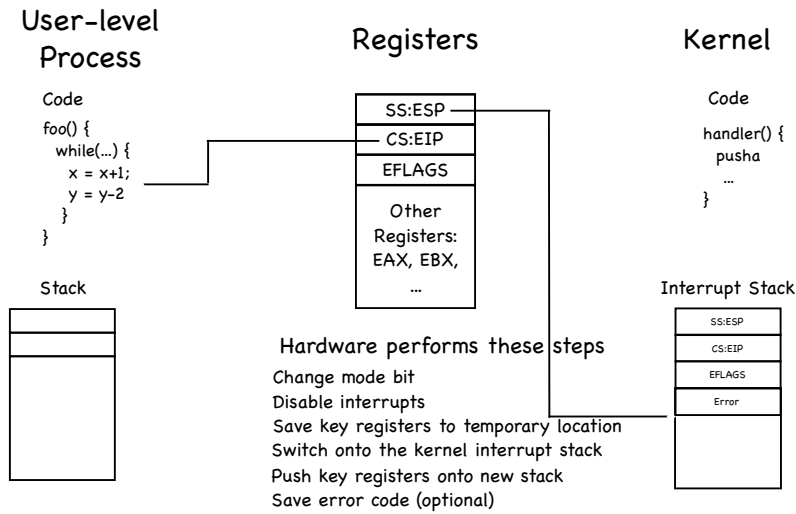 User-level
Process
Registers
Kernel
Code
foo() {
while(...) {
x = x+1;
y = y-2
}
}
Stack
SS:ESP
CS:EIP
EFLAGS
Other
Registers:
EAX, EBX,
...
Code
handler() {
pusha
...
}
Interrupt Stack
SS:ESP
CS:EIP
EFLAGS
Error
Hardware performs these steps
Change mode bit
Disable interrupts
Save key registers to temporary location
Switch onto the kernel interrupt stack
Push key registers onto new stack
Save error code (optional)